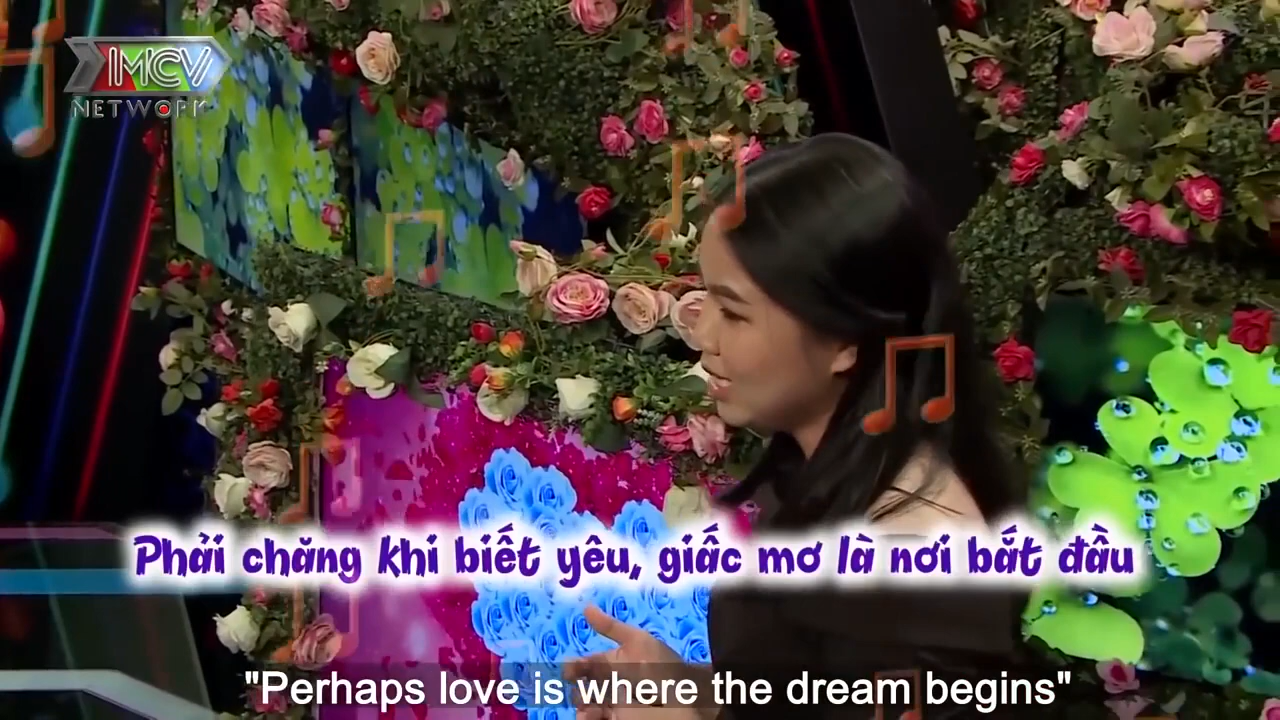 MCV
NETWORK
Phải chăng khi biết yêu, giấc mơ là nơi bắt đầu
"Perhaps love is where the dream begins"